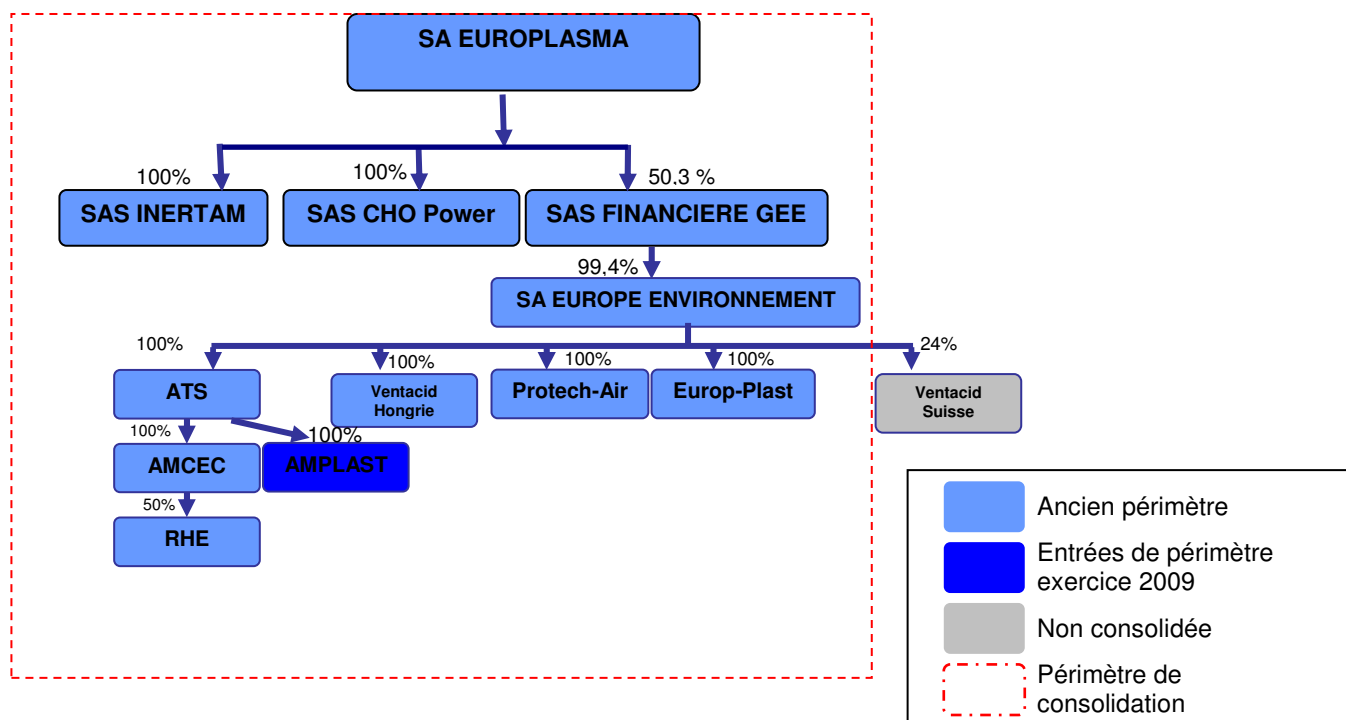 SA EUROPLASMA
100%
100%
50,3 %
SAS INERTAM
SAS CHO Power
SAS FINANCIERE GEE
99,4%
SA EUROPE ENVIRONNEMENT
100%
100%
100%
100%
24%
ATS
Ventacid
Hongrie
Protech-Air
Europ-Plast
Ventacid
Suisse
100%
100%
AMCEC
AMPLAST
50%
RHE
Ancien périmètre
Entrées de périmètre
exercice 2009
Non consolidée
Périmètre de
consolidation